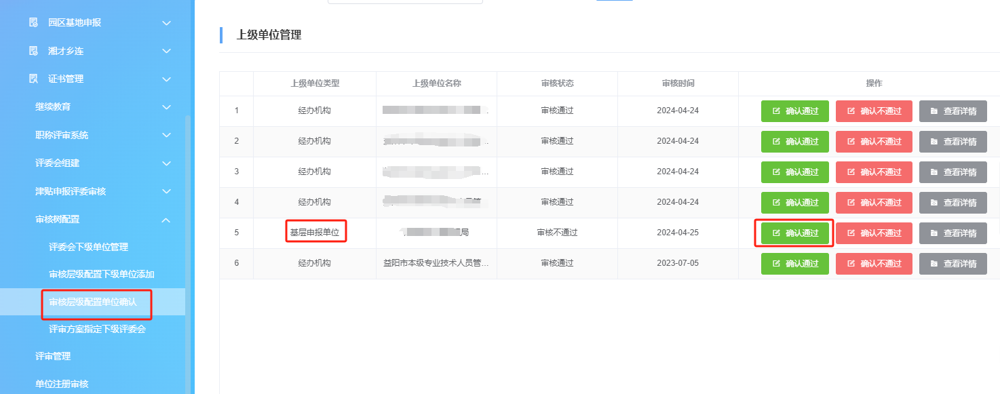 园区基地申报
湘才乡连
证书管理
继续教育
职称评审系统
评委会组建
津贴申报评委审核
审核树配置
评委会下级单位管理
审核层级配置下级单位添加
审核层级配置单位确认
评审方案指定下级评委会
评审管理
单位注册审核
上级单位管理
上级单位类型 上级单位名称 审核状态 审核时间 操作
1 经办机构 审核通过 2024-04-24 确认通过 确认不通过 查看详情
2 经办机构 审核通过 2024-04-24 确认通过 确认不通过 查看详情
3 经办机构 ... 审核通过 2024-04-24 确认通过 确认不通过 查看详情
4 经办机构 审核通过 2024-04-24 确认通过 确认不通过 查看详情
5 基层申报单位 局 审核不通过 2024-04-25 确认通过 确认不通过 查看详情
6 经办机构 益阳市本级专业技术人员管... 审核通过 2023-07-05 确认通过 确认不通过 查看详情